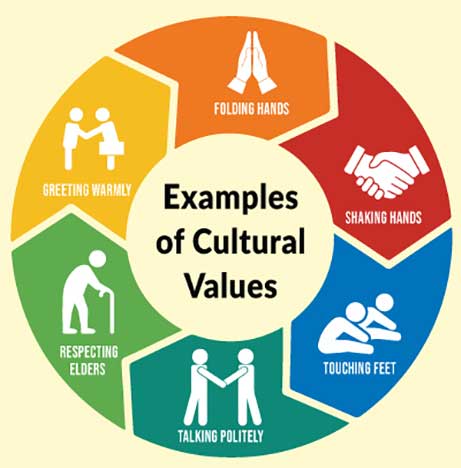 Examples
of Cultural
Values
FOLDING HANDS
SHAKING HANDS
TOUCHING FEET
TALKING POLITELY
RESPECTING
ELDERS
GREETING WARMLY